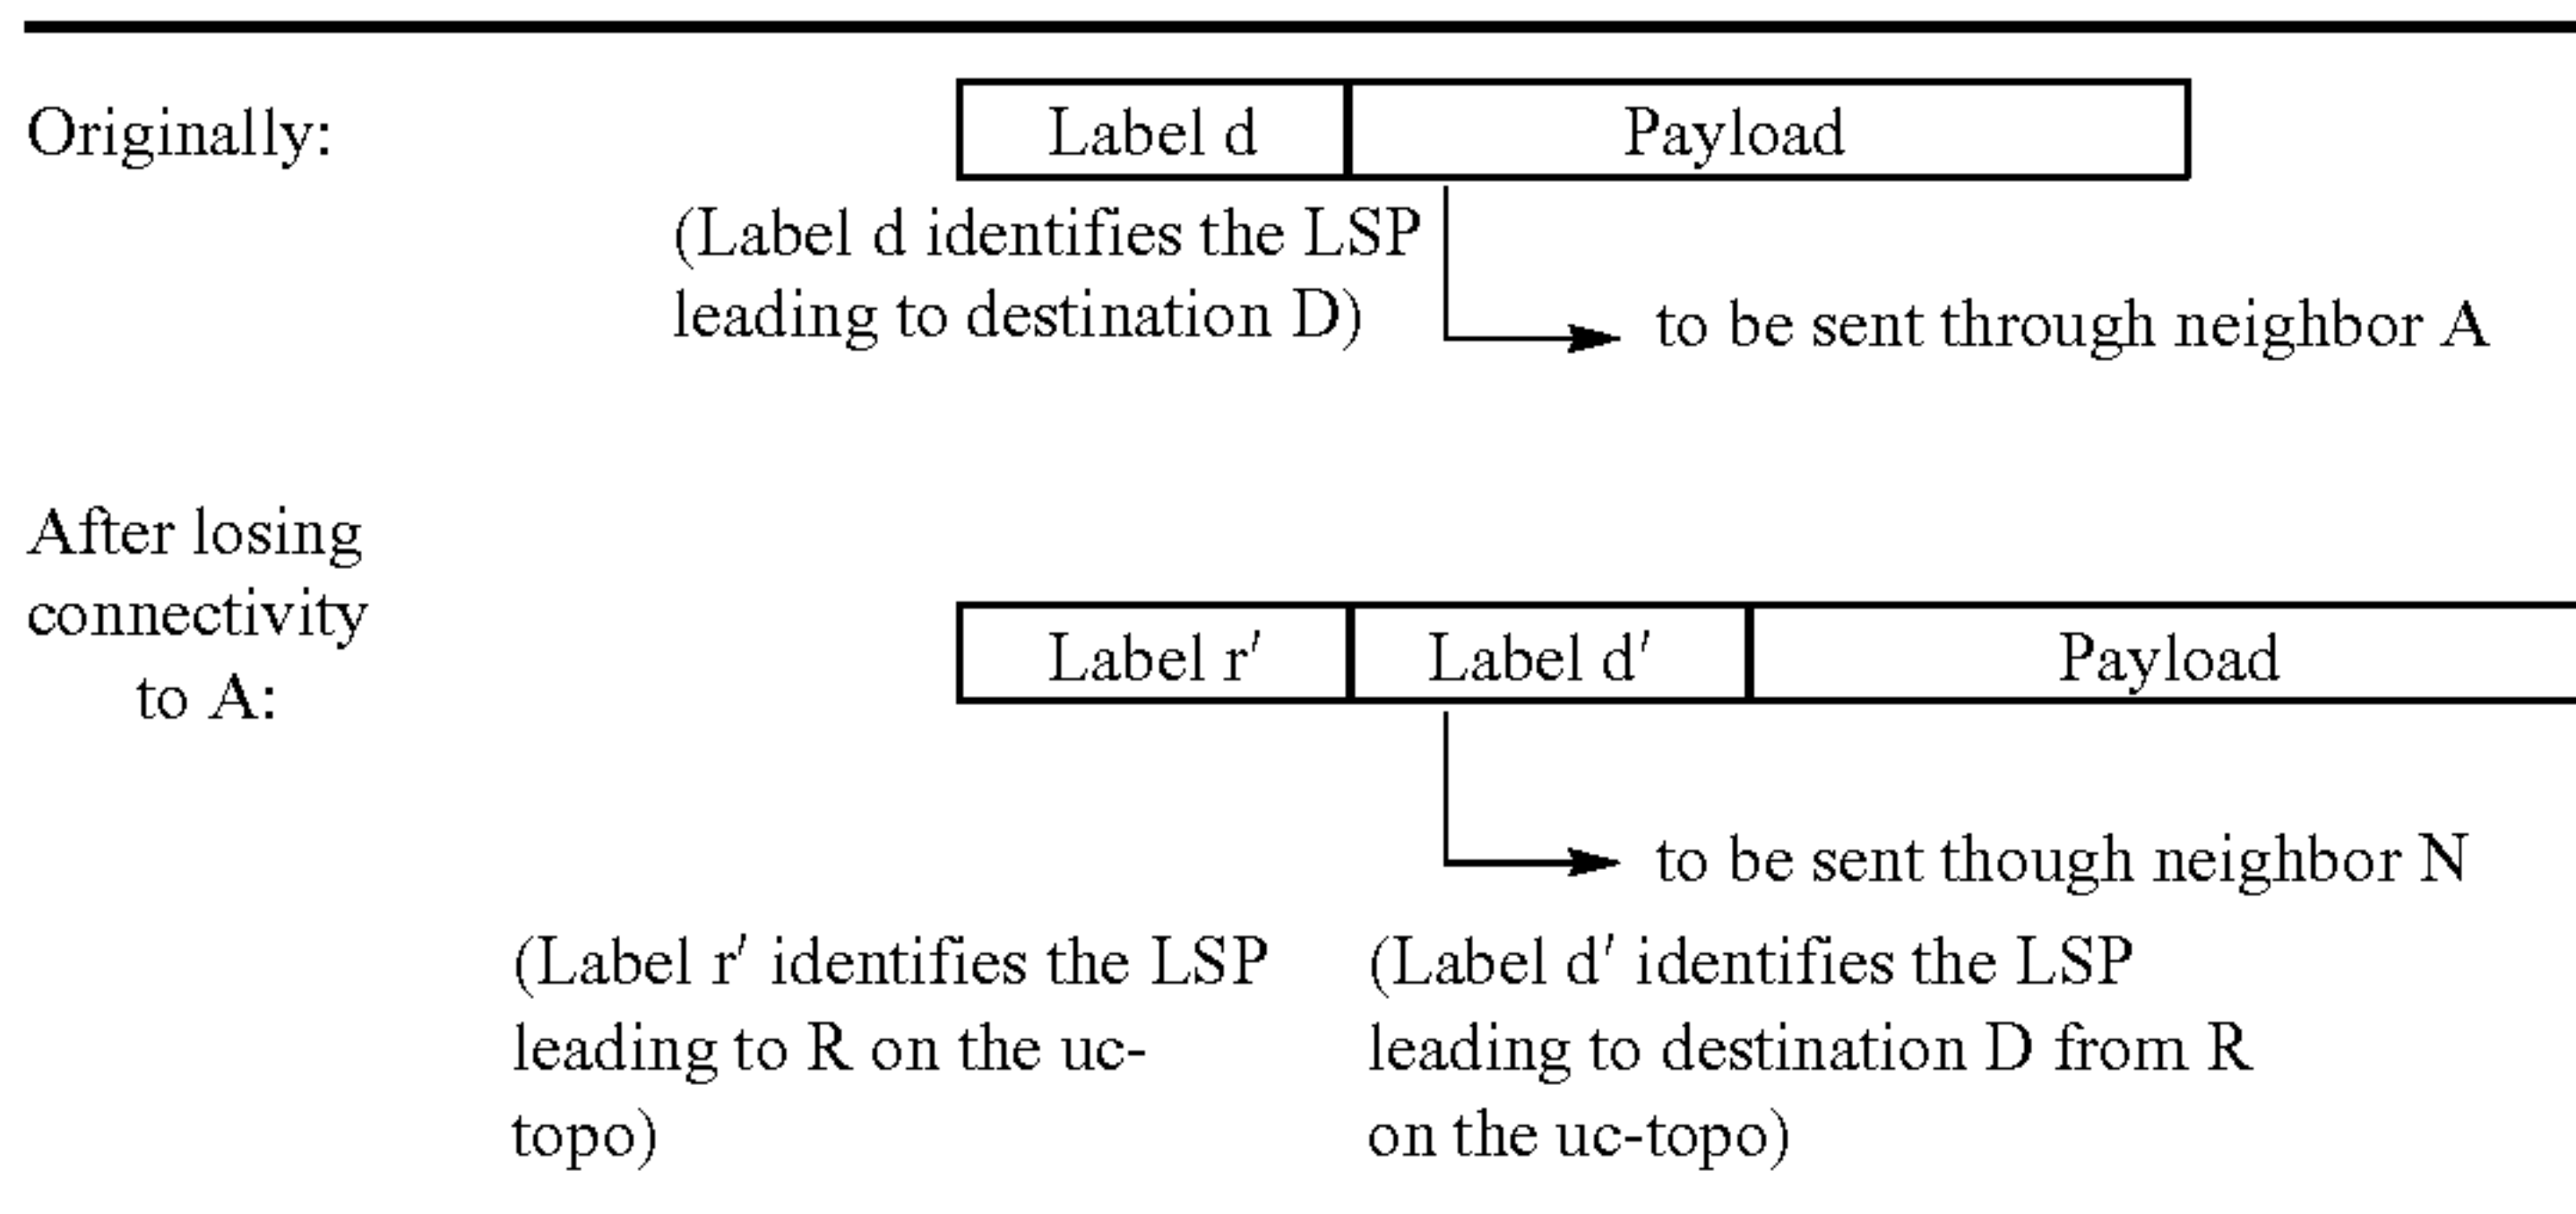 Originally:
Label d
Payload
(Label d identifies the LSP
leading to destination D)
to be sent through neighbor A
After losing
connectivity
to A:
Label r′
Label d′
Payload
to be sent though neighbor N
(Label r′ identifies the LSP
leading to R on the uc-
topo)
(Label d′ identifies the LSP
leading to destination D from R
on the uc-topo)